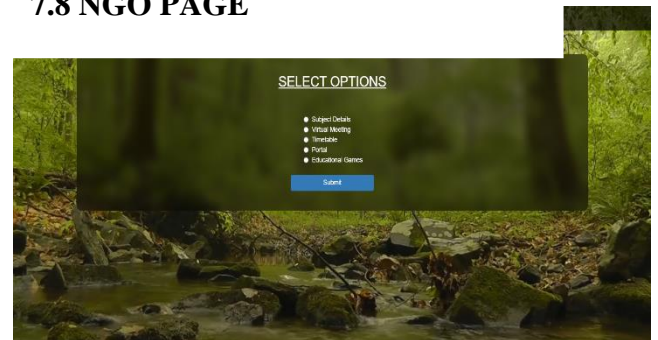 7.8 NGO PAGE
SELECT OPTIONS
Subject Details
Virtual Meeting
Timetable
Portal
Educational Games
Submit